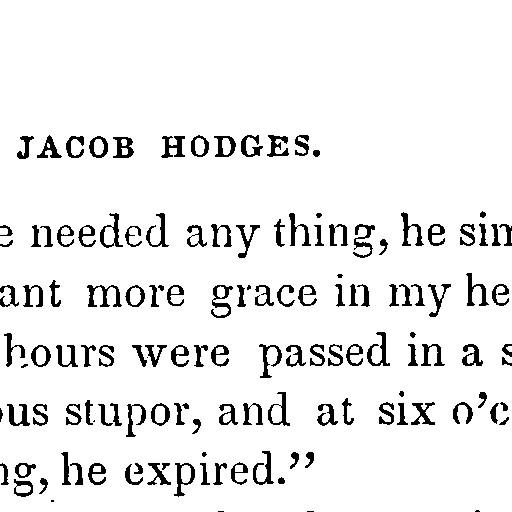 JACOB HODGES.
e needed any thing, he sim
ant more grace in my he
hours were passed in a s
ous stupor, and at six o'c
ng, he expired."